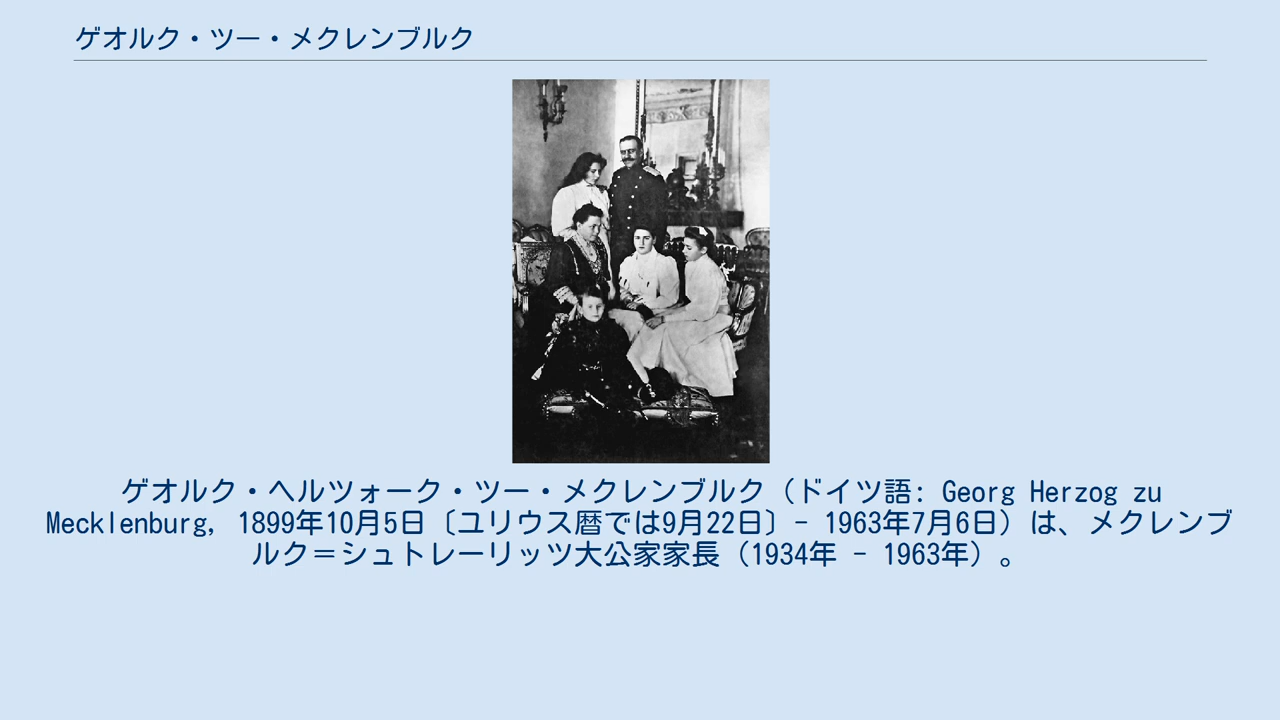 ゲオルク・ツー・メクレンブルク
ゲオルク・ヘルツォーク・ツー・メクレンブルク（ドイツ語: Georg Herzog zu
Mecklenburg, 1899年10月5日〔ユリウス暦では9月22日〕- 1963年7月6日）は、メクレンブ
ルク＝シュトレーリッツ大公家家長（1934年 - 1963年）。